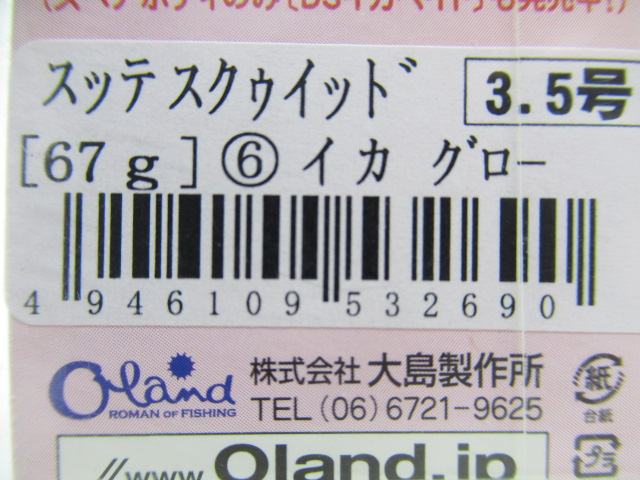 スッテ スクゥイッド 3.5号
[67g] ⑥ イカ グロー
4 946109 532690
Oland 株式会社 大島製作所
ROMAN OF FISHING TEL (06) 6721-9625
紙
台紙
プラ
//www.Oland.jp